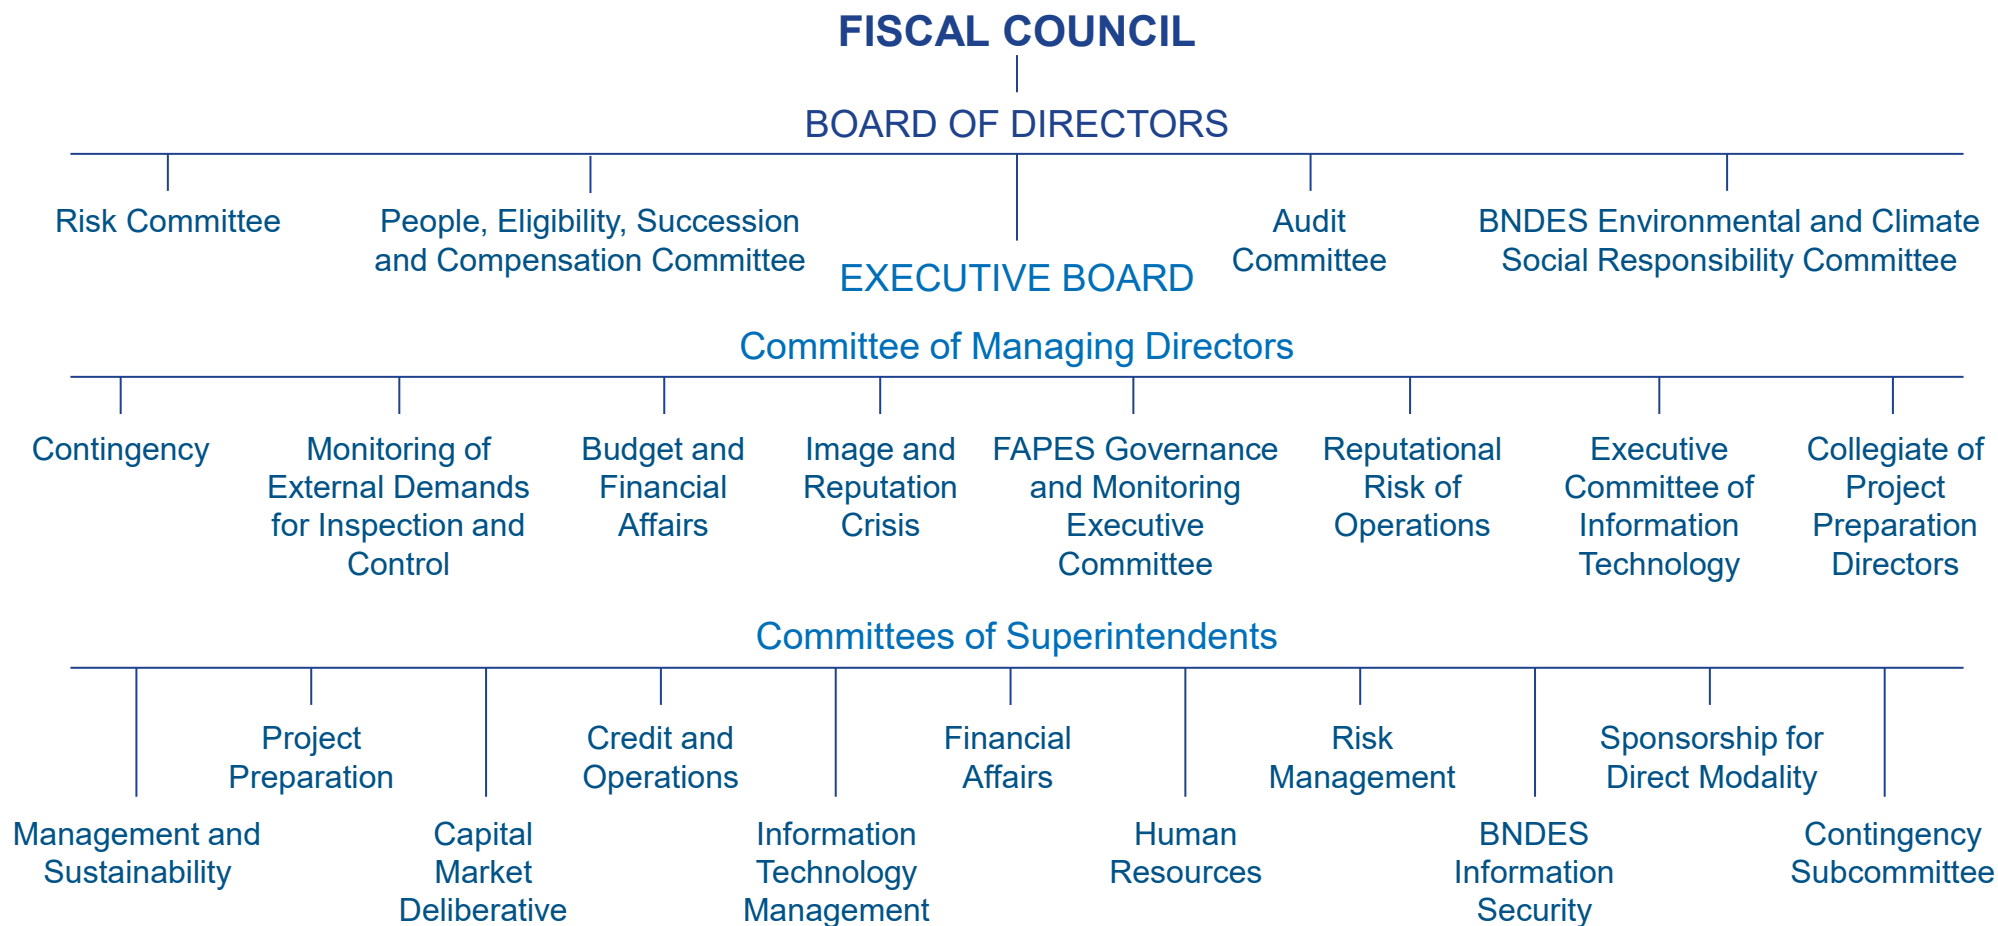 FISCAL COUNCIL
BOARD OF DIRECTORS
Risk Committee
People, Eligibility, Succession
and Compensation Committee
Audit
Committee
BNDES Environmental and Climate
Social Responsibility Committee
EXECUTIVE BOARD
Committee of Managing Directors
Contingency
Monitoring of
External Demands
for Inspection and
Control
Budget and
Financial
Affairs
Image and
Reputation
Crisis
FAPES Governance
and Monitoring
Executive
Committee
Reputational
Risk of
Operations
Executive
Committee of
Information
Technology
Collegiate of
Project
Preparation
Directors
Committees of Superintendents
Management and
Sustainability
Project
Preparation
Capital
Market
Deliberative
Credit and
Operations
Information
Technology
Management
Financial
Affairs
Human
Resources
Risk
Management
BNDES
Information
Security
Sponsorship for
Direct Modality
Contingency
Subcommittee